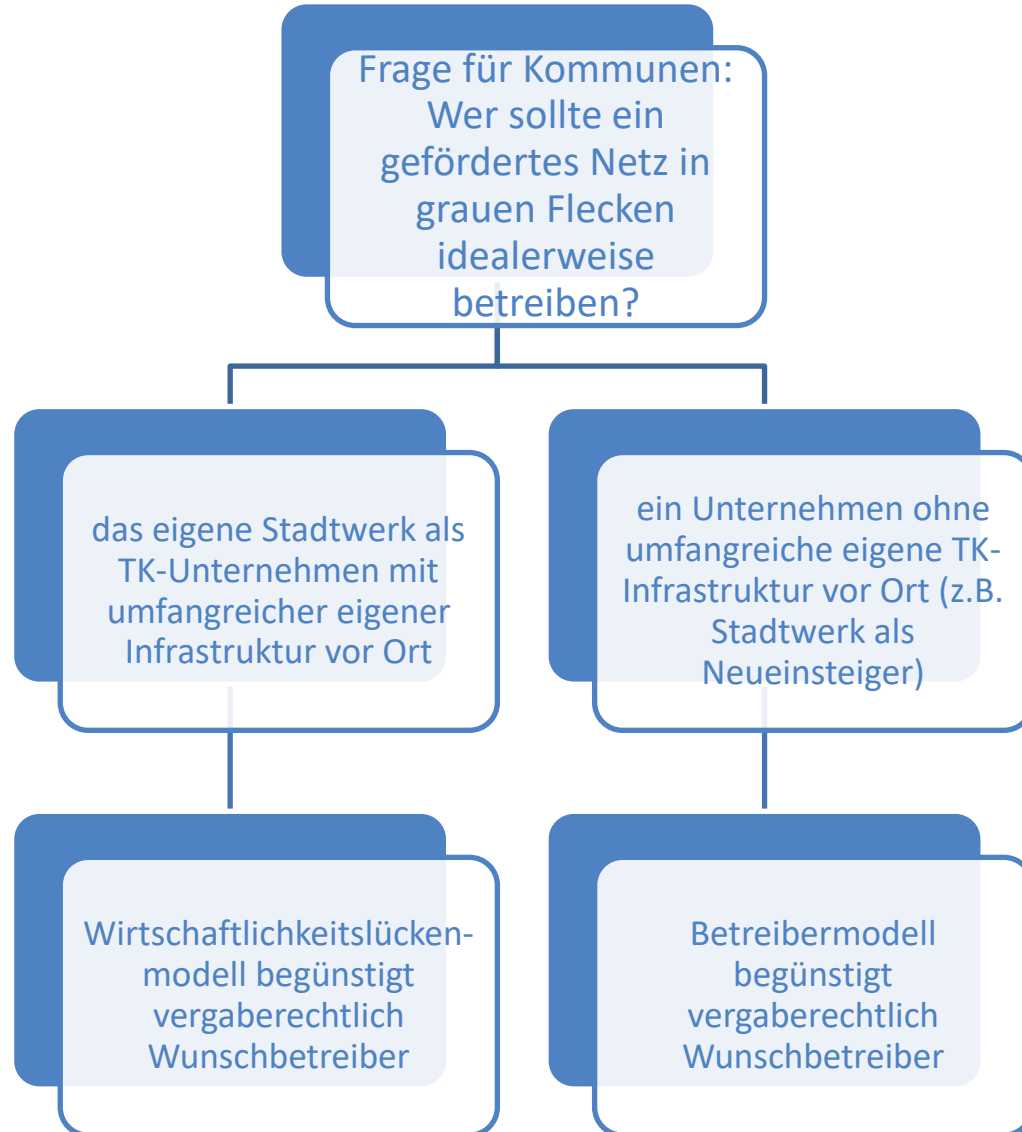 Frage für Kommunen:
Wer sollte ein
gefördertes Netz in
grauen Flecken
idealerweise
betreiben?
das eigene Stadtwerk als
TK-Unternehmen mit
umfangreicher eigener
Infrastruktur vor Ort
ein Unternehmen ohne
umfangreiche eigene TK-
Infrastruktur vor Ort (z.B.
Stadtwerk als
Neueinsteiger)
Wirtschaftlichkeitslücken-
modell begünstigt
vergaberechtlich
Wunschbetreiber
Betreibermodell
begünstigt
vergaberechtlich
Wunschbetreiber